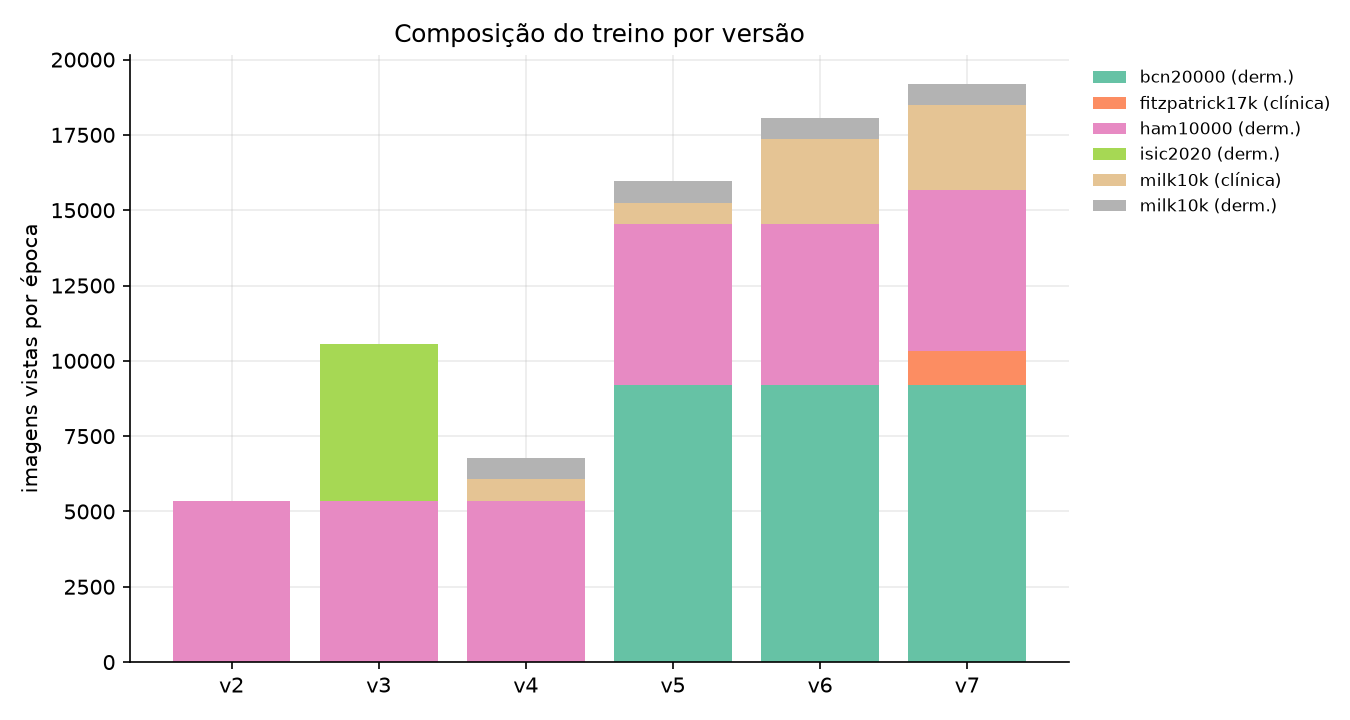 Composição do treino por versão
imagens vistas por época
20000
17500
15000
12500
10000
7500
5000
2500
0
v2
v3
v4
v5
v6
v7
bcn20000 (derm.)
fitzpatrick17k (clínica)
ham10000 (derm.)
isic2020 (derm.)
milk10k (clínica)
milk10k (derm.)